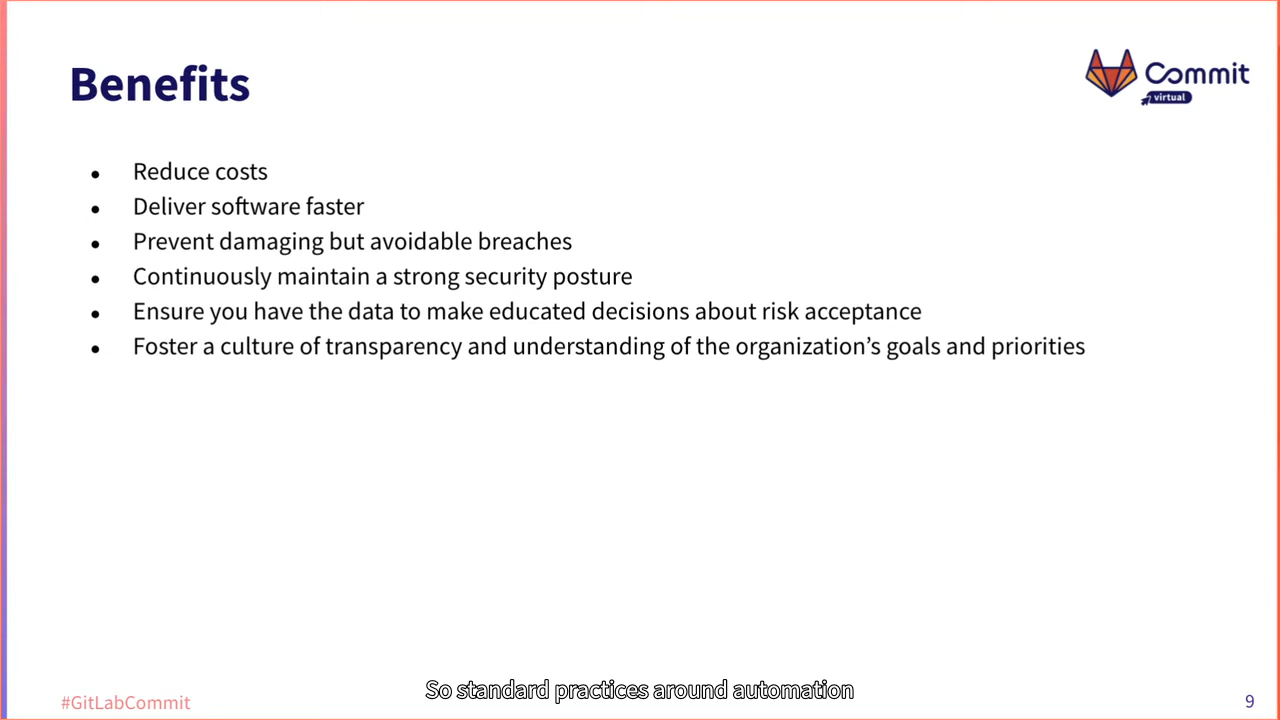 Benefits
Commit
virtual
• Reduce costs
• Deliver software faster
• Prevent damaging but avoidable breaches
• Continuously maintain a strong security posture
• Ensure you have the data to make educated decisions about risk acceptance
• Foster a culture of transparency and understanding of the organization’s goals and priorities
So standard practices around automation
#GitLabCommit
9